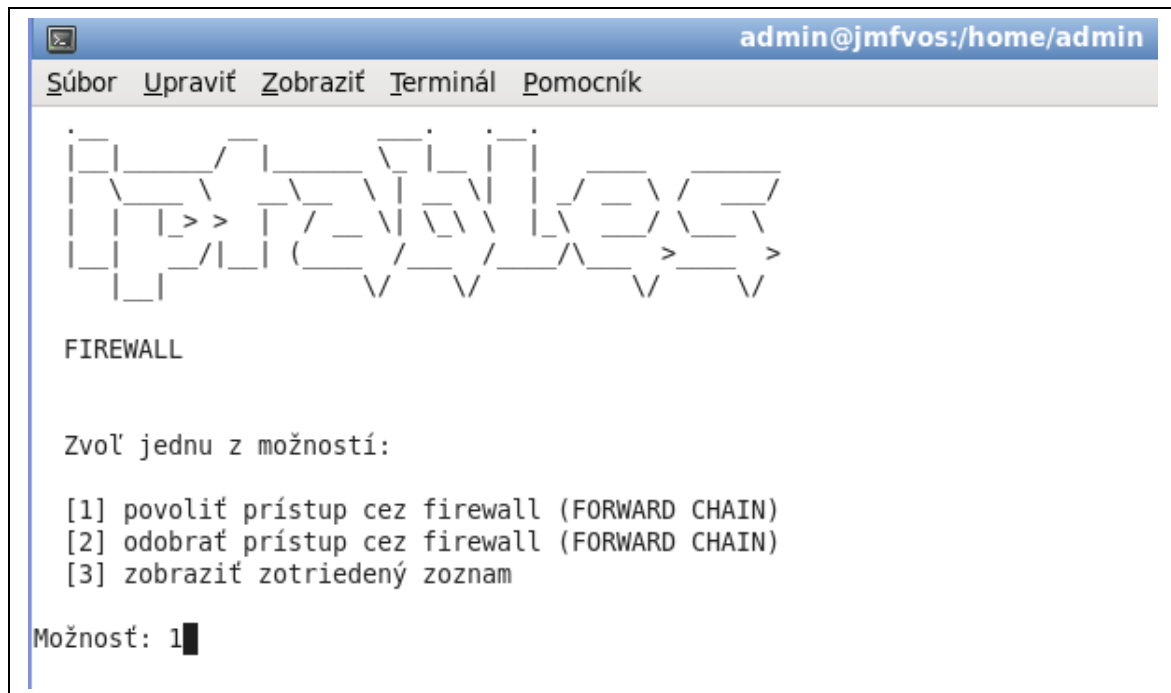 admin@jmfvos:/home/admin
Súbor Upraviť Zobraziť Terminál Pomocník
iptables
FIREWALL
Zvoľ jednu z možností:
[1] povoliť prístup cez firewall (FORWARD CHAIN)
[2] odobrať prístup cez firewall (FORWARD CHAIN)
[3] zobraziť zotriedený zoznam
Možnosť: 1